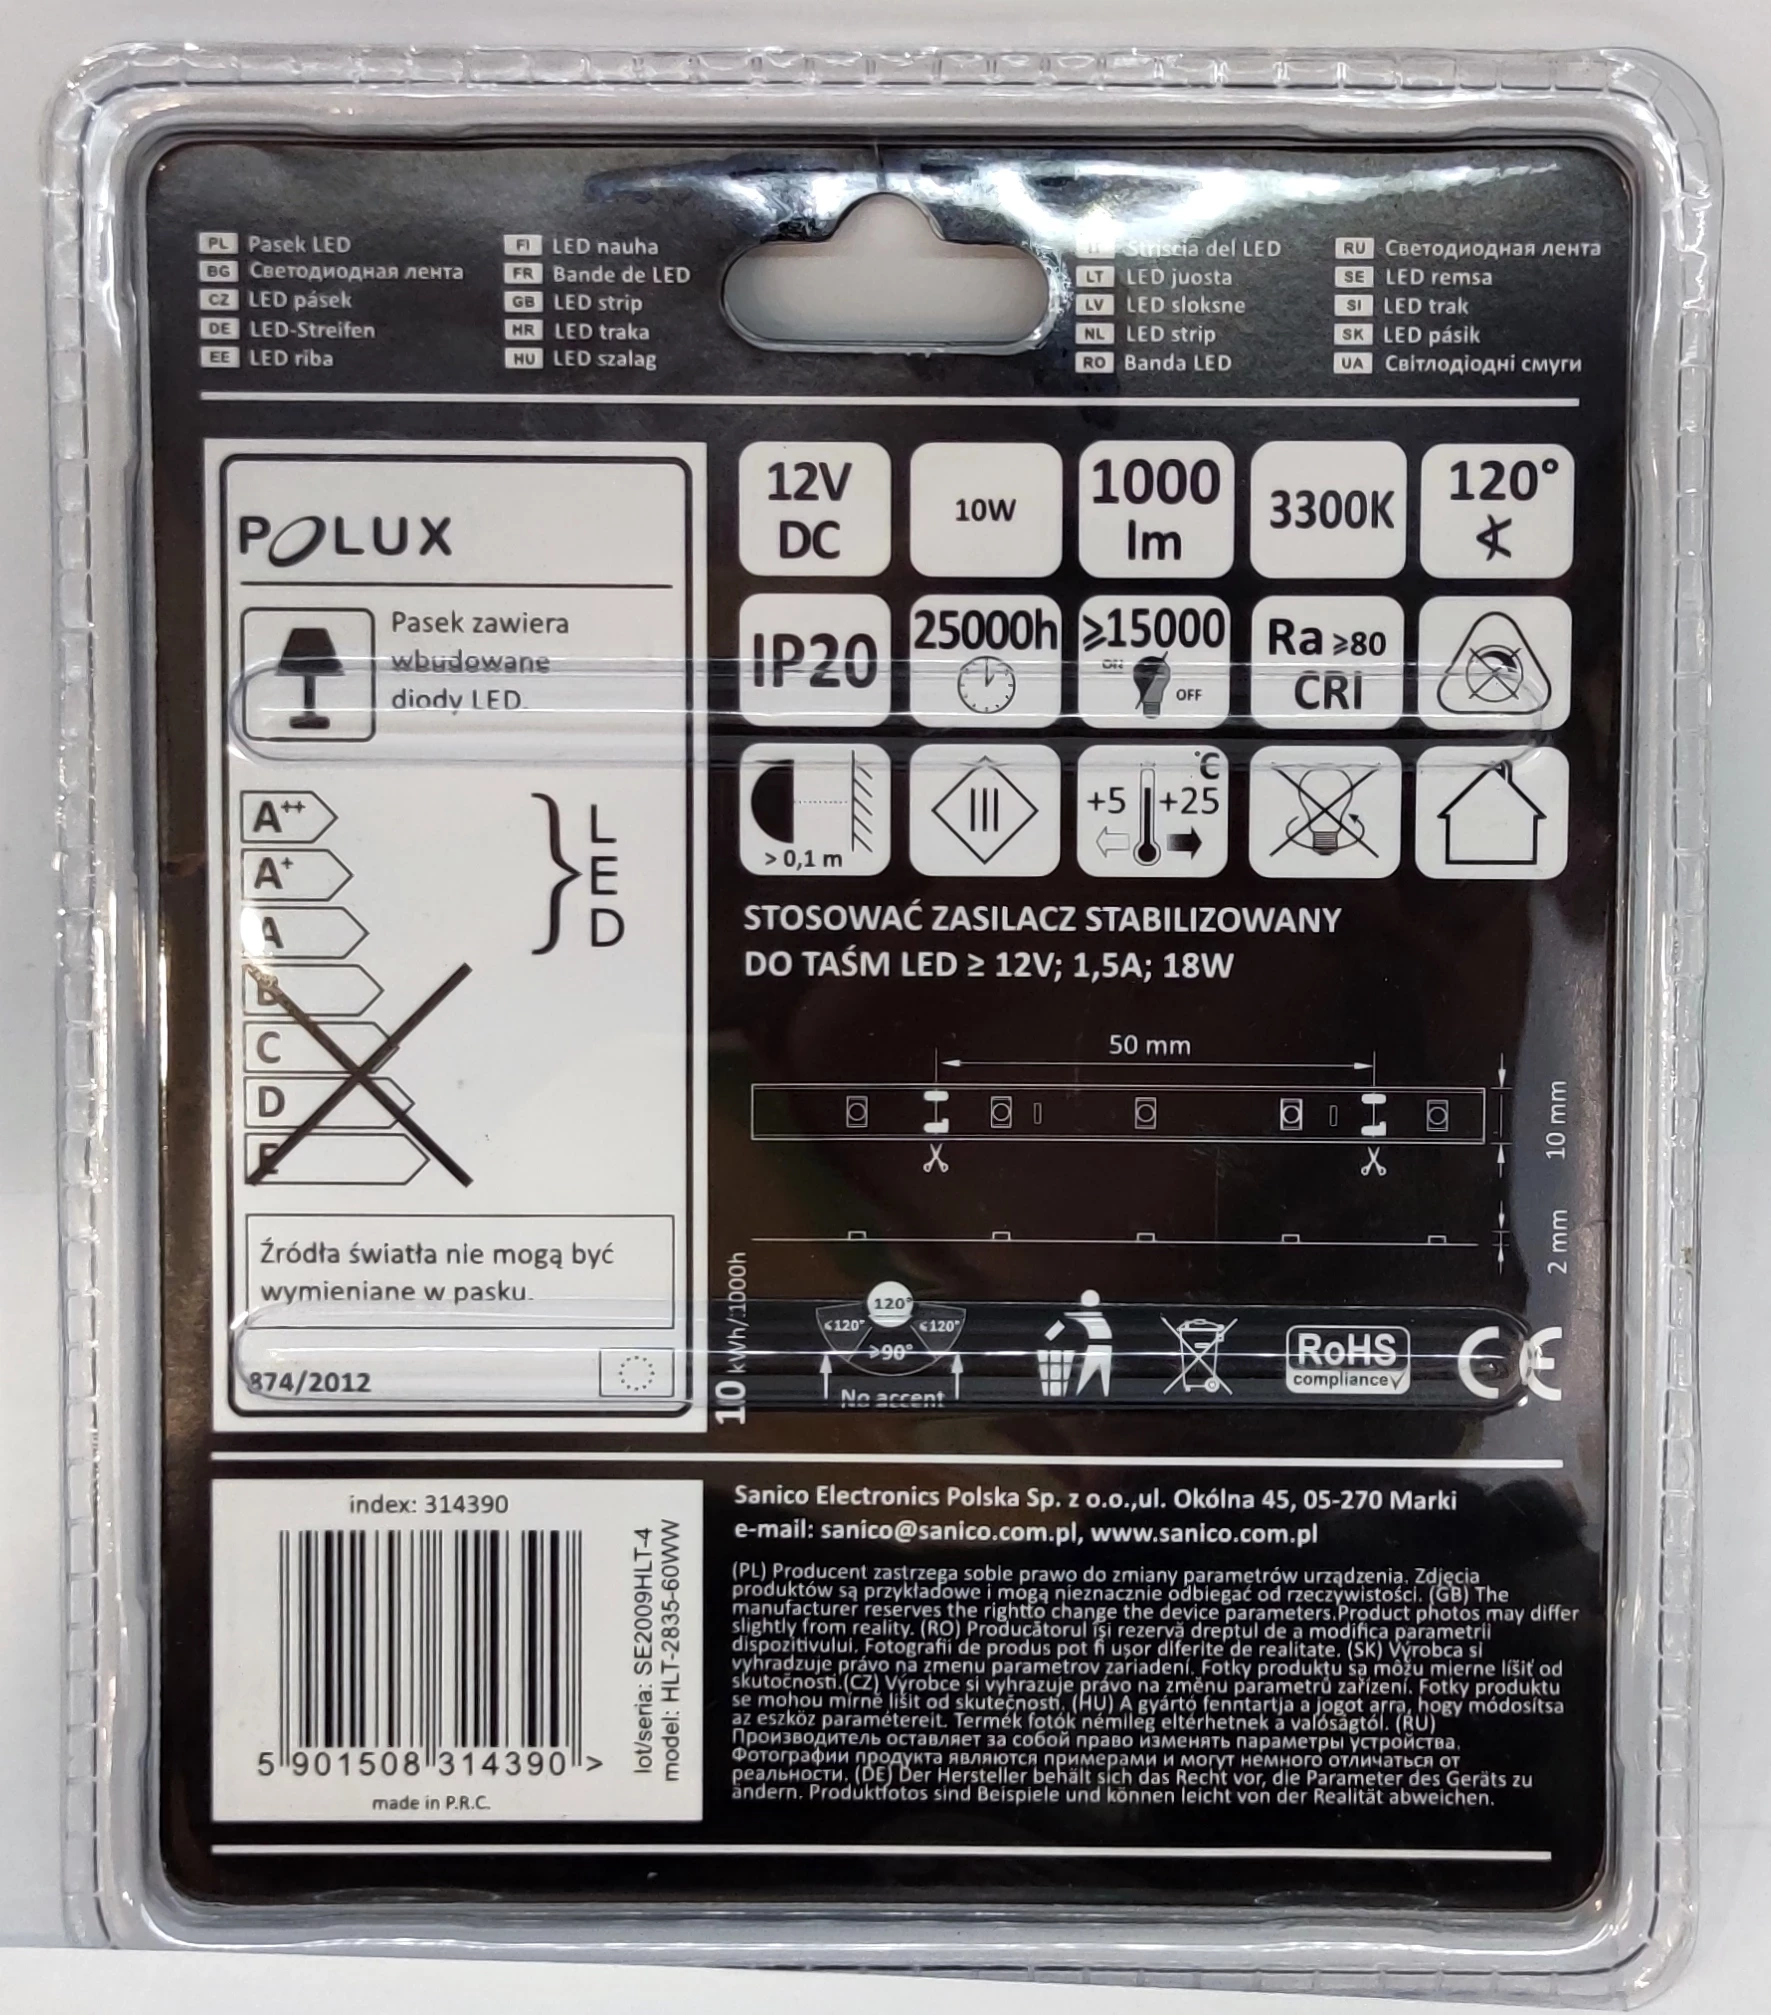 PL Pasek LED
BG Светодиодная лента
CZ LED pásek
DE LED-Streifen
EE LED riba
FI LED nauha
FR Bande de LED
GB LED strip
HR LED traka
HU LED szalag
Striscia del LED
LT LED juosta
LV LED sloksne
NL LED strip
RO Banda LED
RU Светодиодная лента
SE LED remsa
SI LED trak
SK LED pásik
UA Світлодіодні смуги
POLUX
Pasek zawiera
wbudowane
diody LED.
A++
A+
A
B
C
D
E
LED
Źródła światła nie mogą być
wymieniane w pasku.
874/2012
10 kWh/1000h
12V
DC
10W
1000
lm
3300K
120°
IP20
25000h
≥15000
ON
OFF
Ra ≥80
CRI
> 0,1 m
III
°C
+5 +25
STOSOWAĆ ZASILACZ STABILIZOWANY
DO TAŚM LED ≥ 12V; 1,5A; 18W
50 mm
10 mm
2 mm
120°
≤120° ≤120°
>90°
No accent
RoHS
compliance
CE
index: 314390
5 901508 314390 >
made in P.R.C.
lot/seria: SE2009HLT-4
model: HLT-2835-60WW
Sanico Electronics Polska Sp. z o.o.,ul. Okólna 45, 05-270 Marki
e-mail: sanico@sanico.com.pl, www.sanico.com.pl
(PL) Producent zastrzega sobie prawo do zmiany parametrów urządzenia. Zdjęcia
produktów są przykładowe i mogą nieznacznie odbiegać od rzeczywistości. (GB) The
manufacturer reserves the rightto change the device parameters.Product photos may differ
slightly from reality. (RO) Producătorul își rezervă dreptul de a modifica parametrii
dispozitivului. Fotografii de produs pot fi ușor diferite de realitate. (SK) Výrobca si
vyhradzuje právo na zmenu parametrov zariadení. Fotky produktu sa môžu mierne líšiť od
skutočnosti.(CZ) Výrobce si vyhrazuje právo na změnu parametrů zařízení. Fotky produktu
se mohou mírně lišit od skutečnosti. (HU) A gyártó fenntartja a jogot arra, hogy módosítsa
az eszköz paramétereit. Termék fotók némileg eltérhetnek a valóságtól. (RU)
Производитель оставляет за собой право изменять параметры устройства.
Фотографии продукта являются примерами и могут немного отличаться от
реальности. (DE) Der Hersteller behält sich das Recht vor, die Parameter des Geräts zu
ändern. Produktfotos sind Beispiele und können leicht von der Realität abweichen.